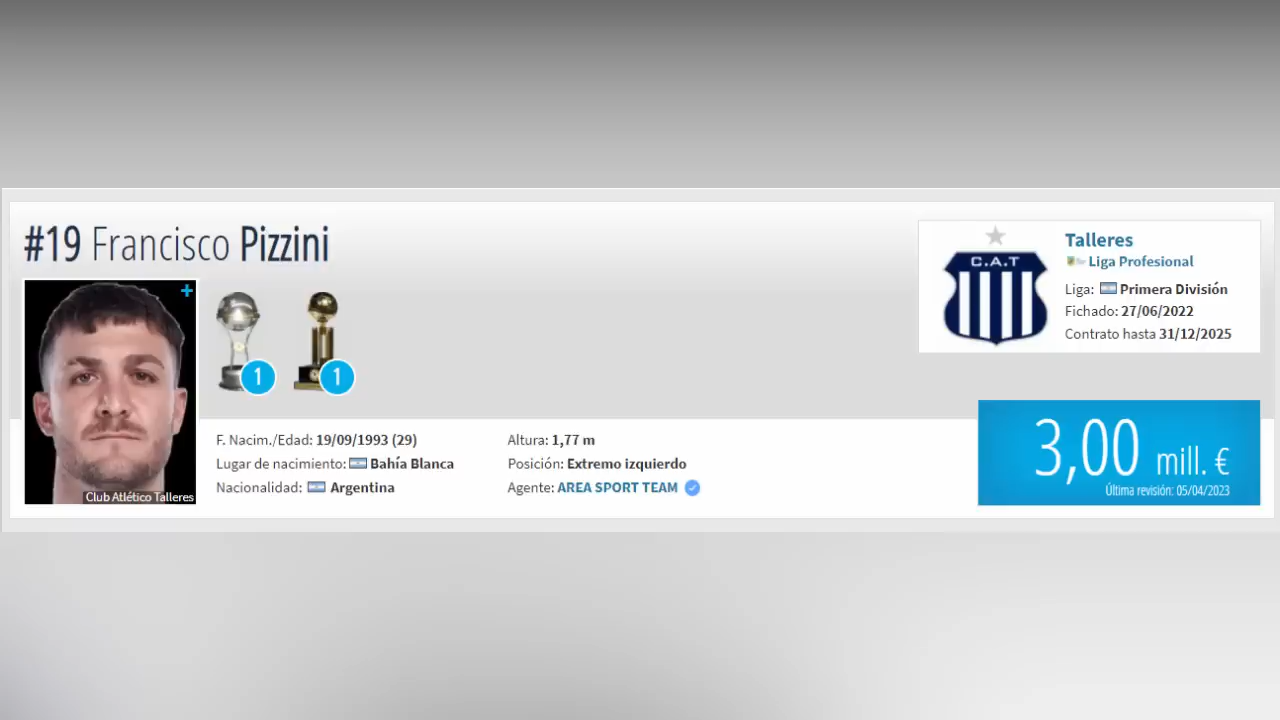 #19 Francisco Pizzini
+
1
1
Club Atlético Talleres
F. Nacim./Edad: 19/09/1993 (29)
Lugar de nacimiento: Bahía Blanca
Nacionalidad: Argentina
Altura: 1,77 m
Posición: Extremo izquierdo
Agente: AREA SPORT TEAM
C.A.T
Talleres
Liga Profesional
Liga: Primera División
Fichado: 27/06/2022
Contrato hasta 31/12/2025
3,00 mill. €
Última revisión: 05/04/2023